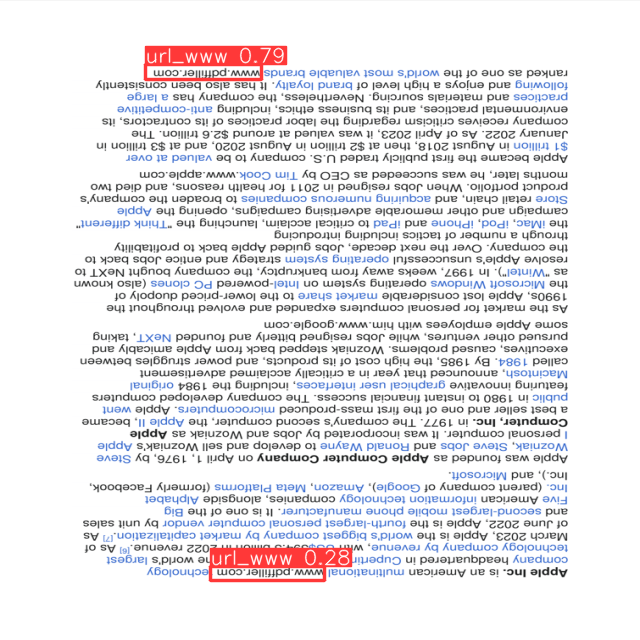 url_www 0.79
url_www 0.28
Apple Inc. is an American multinational www.pdffiller.com technology
company headquartered in the world's largest
technology company by revenue, with billion in 2022 revenue.[6] As of
March 2023, Apple is the world's biggest company by market capitalization.[7] As
of June 2022, Apple is the fourth-largest personal computer vendor by unit sales
and second-largest mobile phone manufacturer. It is one of the Big
Five American information technology companies, alongside Alphabet
Inc. (parent company of Google), Amazon, Meta Platforms (formerly Facebook,
Inc.), and Microsoft.
Apple was founded as Apple Computer Company on April 1, 1976, by Steve
Wozniak, Steve Jobs and Ronald Wayne to develop and sell Wozniak's Apple
I personal computer. It was incorporated by Jobs and Wozniak as Apple
Computer, Inc. in 1977. The company's second computer, the Apple II, became
a best seller and one of the first mass-produced microcomputers. Apple went
public in 1980 to instant financial success. The company developed computers
featuring innovative graphical user interfaces, including the 1984 original
Macintosh, announced that year in a critically acclaimed advertisement
called 1984. By 1985, the high cost of its products, and power struggles between
executives, caused problems. Wozniak stepped back from Apple amicably and
pursued other ventures, while Jobs resigned bitterly and founded NeXT, taking
some Apple employees with him.www.google.com
As the market for personal computers expanded and evolved throughout the
1990s, Apple lost considerable market share to the lower-priced duopoly of
the Microsoft Windows operating system on Intel-powered PC clones (also known
as "Wintel"). In 1997, weeks away from bankruptcy, the company bought NeXT to
resolve Apple's unsuccessful operating system strategy and entice Jobs back to
the company. Over the next decade, Jobs guided Apple back to profitability
through a number of tactics including introducing
the iMac, iPod, iPhone and iPad to critical acclaim, launching the "Think different"
campaign and other memorable advertising campaigns, opening the Apple
Store retail chain, and acquiring numerous companies to broaden the company's
product portfolio. When Jobs resigned in 2011 for health reasons, and died two
months later, he was succeeded as CEO by Tim Cook.www.apple.com
Apple became the first publicly traded U.S. company to be valued at over
$1 trillion in August 2018, then at $2 trillion in August 2020, and at $3 trillion in
January 2022. As of April 2023, it was valued at around $2.6 trillion. The
company receives criticism regarding the labor practices of its contractors, its
environmental practices, and its business ethics, including anti-competitive
practices and materials sourcing. Nevertheless, the company has a large
following and enjoys a high level of brand loyalty. It has also been consistently
ranked as one of the world's most valuable brands www.pdffiller.com